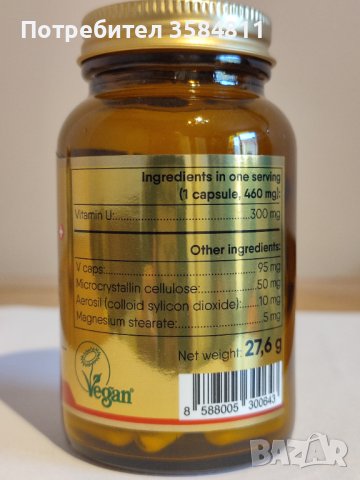 Потребител 3584811
Ingredients in one serving
(1 capsule, 460 mg):
Vitamin U:..............................300 mg
Other ingredients:
V caps:..............................95 mg
Microcrystallin cellulose:..............50 mg
Aerosil (colloid sylicon dioxide):....10 mg
Magnesium stearate:..................5 mg
Net weight: 27,6 g
Vegan
8 588005 300643
BAZAR